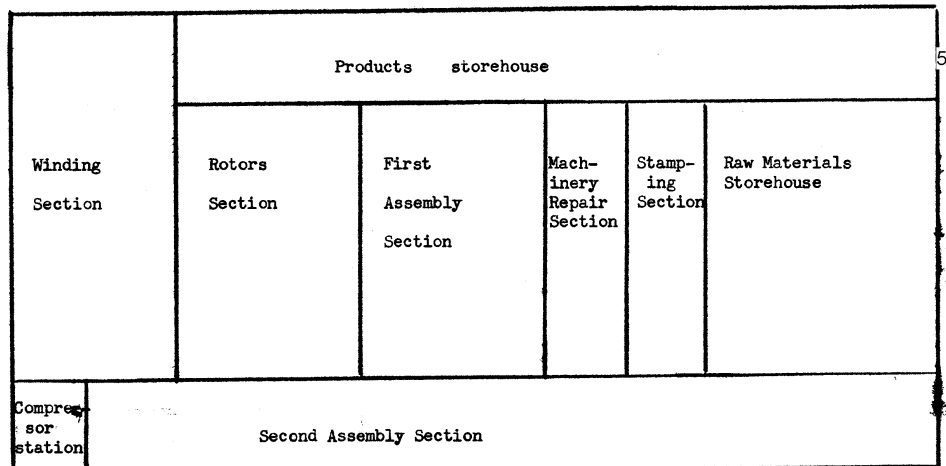 Products storehouse
5
Winding
Section
Rotors
Section
First
Assembly
Section
Mach-
inery
Repair
Section
Stamp-
ing
Section
Raw Materials
Storehouse
Compres-
sor
station
Second Assembly Section